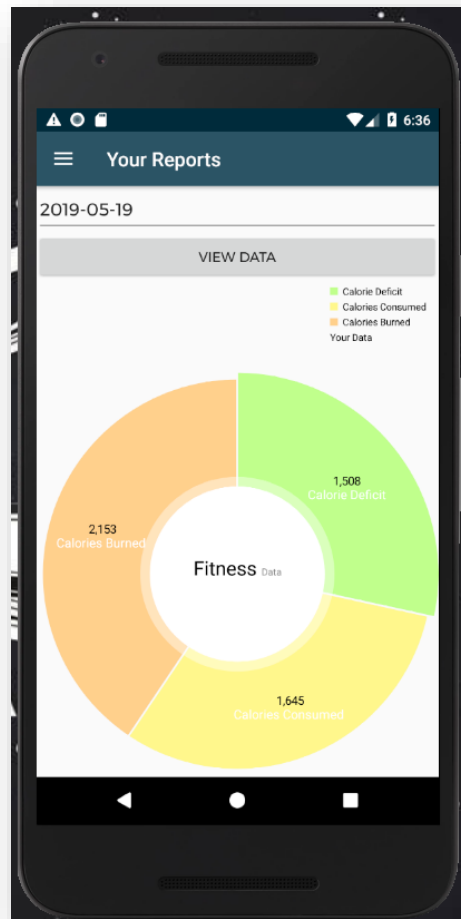 6:36
Your Reports
2019-05-19
VIEW DATA
Calorie Deficit
Calories Consumed
Calories Burned
Your Data
1,508
Calorie Deficit
2,153
Calories Burned
Fitness Data
1,645
Calories Consumed